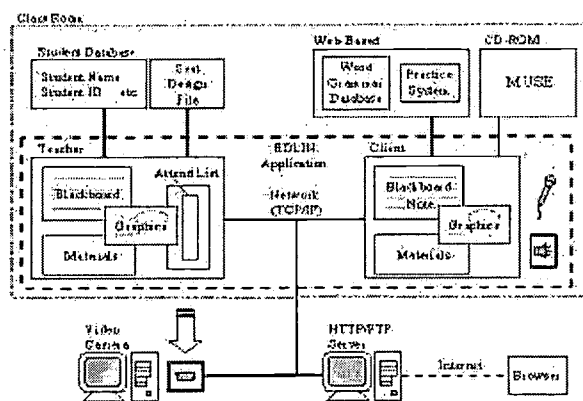 Class Room
Student Database
Student Name
Student ID etc
Seat
Design
File
Web Based
Word
Grammar
Database
Practice
System
CD-ROM
MUSE
Teacher
Attend List
Blackboard
Graphics
Materials
Application
Network
(TCP/IP)
Client
Blackboard
Note
Graphics
Materials
Video
Camera
HTTP/FTP
Server
Internet
Browser